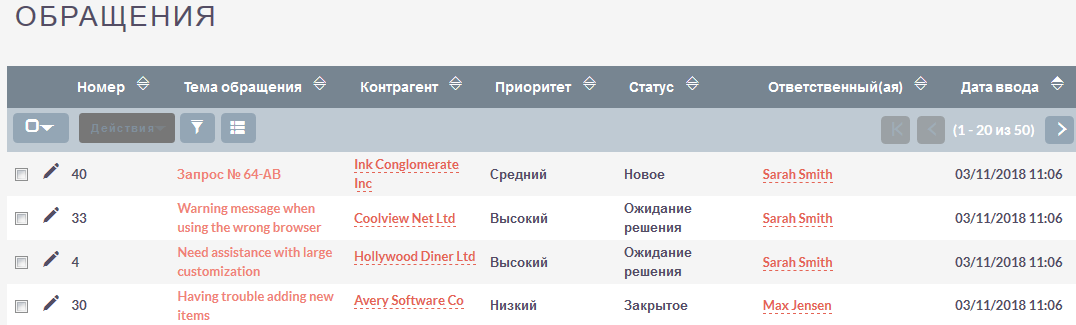 ОБРАЩЕНИЯ
Номер Тема обращения Контрагент Приоритет Статус Ответственный(ая) Дата ввода
Действия (1 - 20 из 50)
40 Запрос № 64-АВ Ink Conglomerate Inc Средний Новое Sarah Smith 03/11/2018 11:06
33 Warning message when using the wrong browser Coolview Net Ltd Высокий Ожидание решения Sarah Smith 03/11/2018 11:06
4 Need assistance with large customization Hollywood Diner Ltd Высокий Ожидание решения Sarah Smith 03/11/2018 11:06
30 Having trouble adding new items Avery Software Co Низкий Закрытое Max Jensen 03/11/2018 11:06